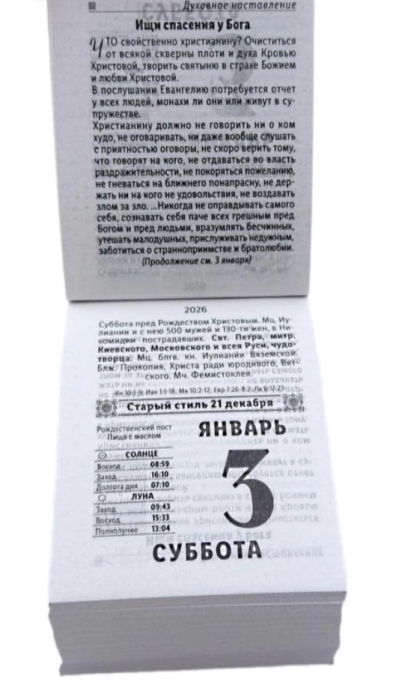 Духовное наставление
Ищи спасения у Бога
ЧТО свойственно христианину? Очиститься
от всякой скверны плоти и духа Кровью
Христовой, творить святыню в страхе Божием
и любви Христовой.
В послушании Евангелию потребуется отчет
у всех людей, монахи ли они или живут в су-
пружестве.
Христианину должно не говорить ни о ком
худо, не оговаривать, ни даже вообще слушать
с приятностью оговоры, не скоро верить тому,
что говорят на кого, не отдаваться во власть
раздражительности, не покоряться пожеланию,
не гневаться на ближнего понапрасну, не дер-
жать ни на кого не удовольствия, не воздавать
злом за зло. ...Никогда не оправдывать самого
себя, сознавать себя паче всех грешным пред
Богом и пред людьми, вразумлять бесчинных,
утешать малодушных, прислуживать недужным,
заботиться о странноприимстве и братолюбии.
(Продолжение см. 3 января)
2026
Суббота пред Рождеством Христовым. Мц. Иу-
лиании и с нею 500 мужей и 130-ти жен, в Ни-
комидии пострадавших. Свт. Петра, митр.
Киевского, Московского и всея Руси, чудо-
творца. Мц. блгв. кн. Иулиании Вяземской.
Блж. Прокопия, Христа ради юродивого, Вят-
ского. Мч. Фемистоклея
Старый стиль 21 декабря
Рождественский пост
Пища с маслом
ЯНВАРЬ
СОЛНЦЕ
Восход 08:59
Заход 16:10
Долгота дня 07:10
ЛУНА
Заход 09:43
Восход 15:33
Полнолуние 13:04
3
СУББОТА